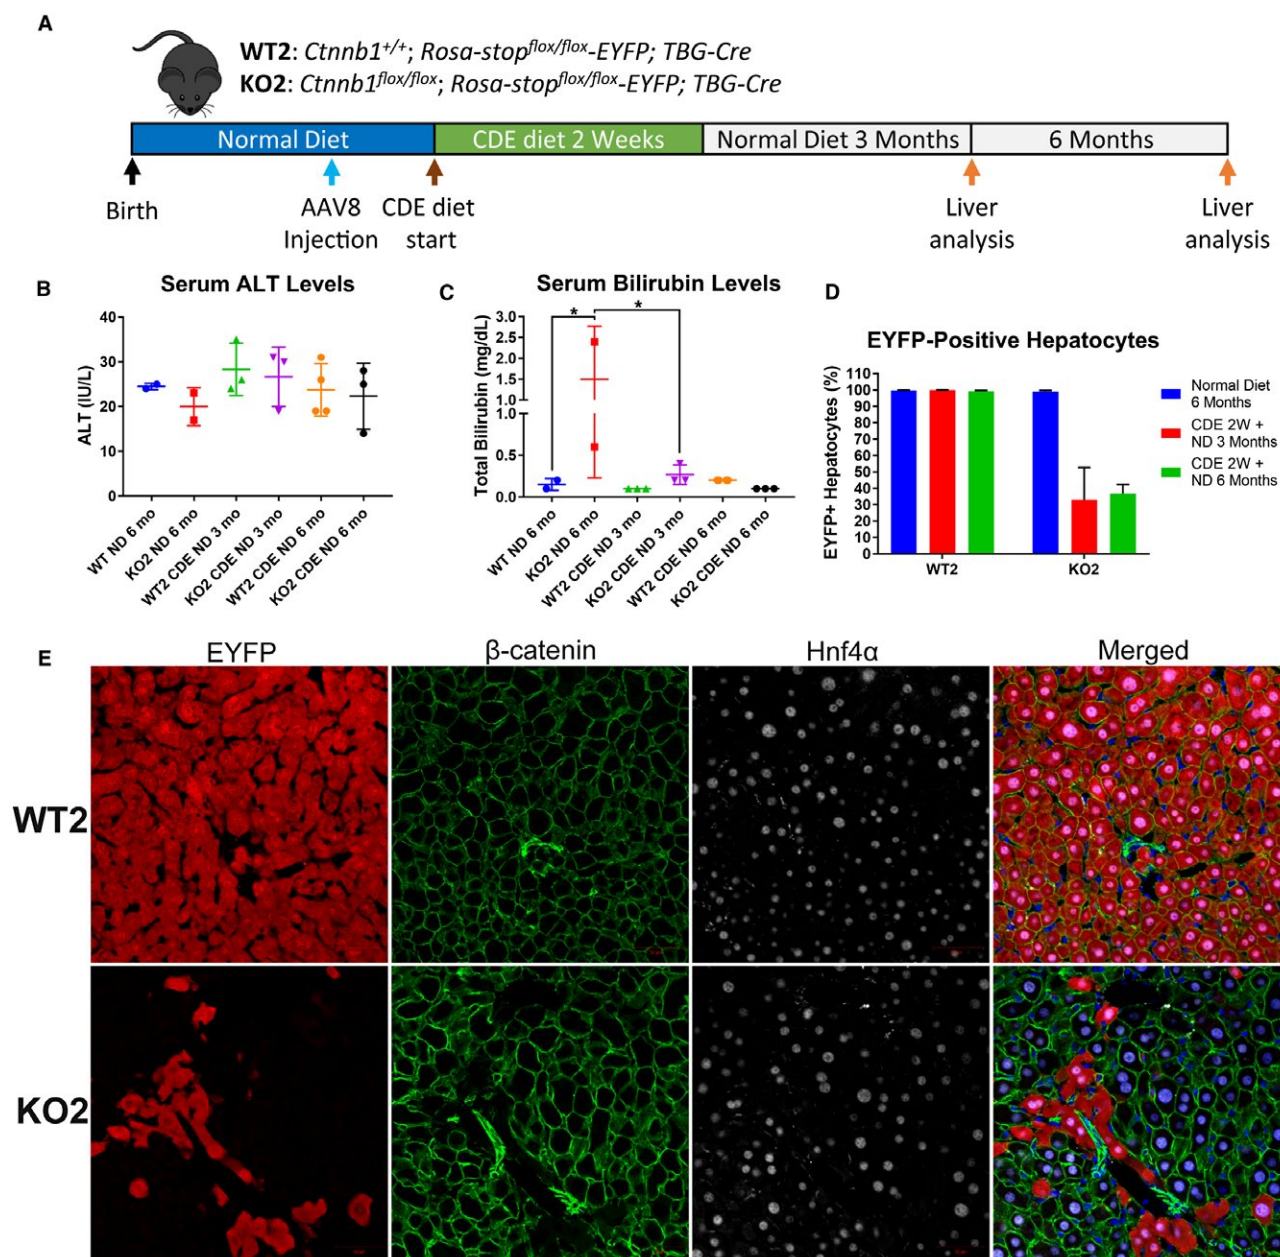 A
WT2: Ctnnb1+/+; Rosa-stopflox/flox-EYFP; TBG-Cre
KO2: Ctnnb1flox/flox; Rosa-stopflox/flox-EYFP; TBG-Cre
Normal Diet
CDE diet 2 Weeks
Normal Diet 3 Months
6 Months
Birth
AAV8
Injection
CDE diet
start
Liver
analysis
Liver
analysis
B
Serum ALT Levels
ALT (IU/L)
40
30
20
10
0
WT ND 6 mo
KO2 ND 6 mo
WT2 CDE ND 3 mo
KO2 CDE ND 3 mo
WT2 CDE ND 6 mo
KO2 CDE ND 6 mo
C
Serum Bilirubin Levels
Total Bilirubin (mg/dL)
3.0
2.5
2.0
1.5
1.0
1.0
0.5
0.0
*
*
WT ND 6 mo
KO2 ND 6 mo
WT2 CDE ND 3 mo
KO2 CDE ND 3 mo
WT2 CDE ND 6 mo
KO2 CDE ND 6 mo
D
EYFP-Positive Hepatocytes
EYFP+ Hepatocytes (%)
110
100
90
80
70
60
50
40
30
20
10
0
WT2
KO2
Normal Diet
6 Months
CDE 2W +
ND 3 Months
CDE 2W +
ND 6 Months
E
EYFP
β-catenin
Hnf4α
Merged
WT2
KO2